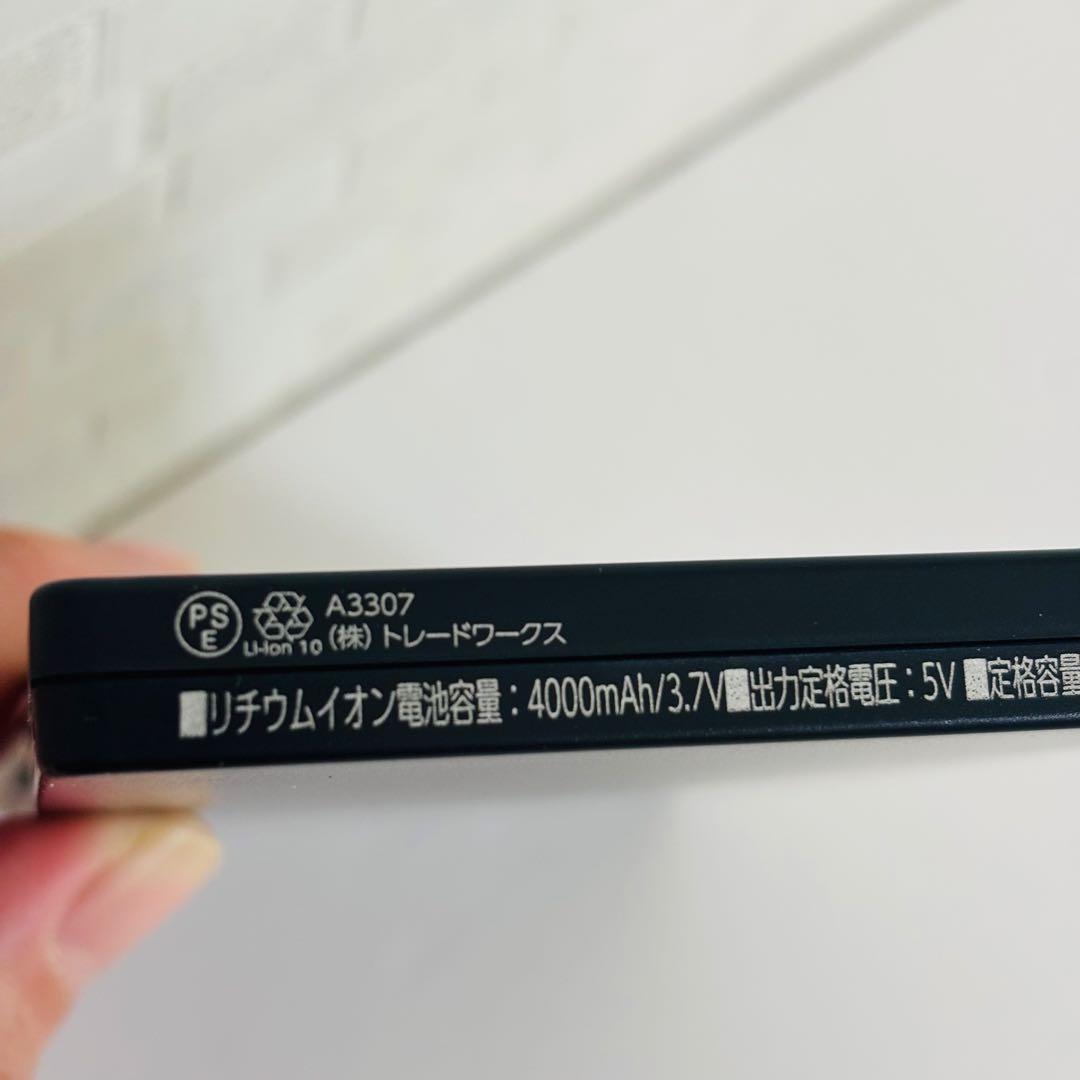 PS
E
A3307
Li-ion 10 (株)トレードワークス
■リチウムイオン電池容量：4000mAh/3.7V■出力定格電圧：5V ■定格容量